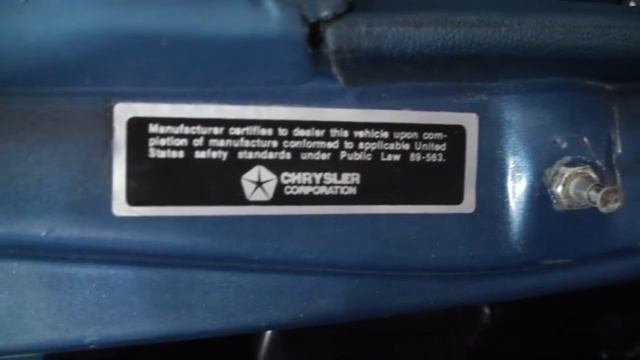 Manufacturer certifies to dealer this vehicle upon com-
pletion of manufacture conformed to applicable United
States safety standards under Public Law 89-563.
CHRYSLER
CORPORATION